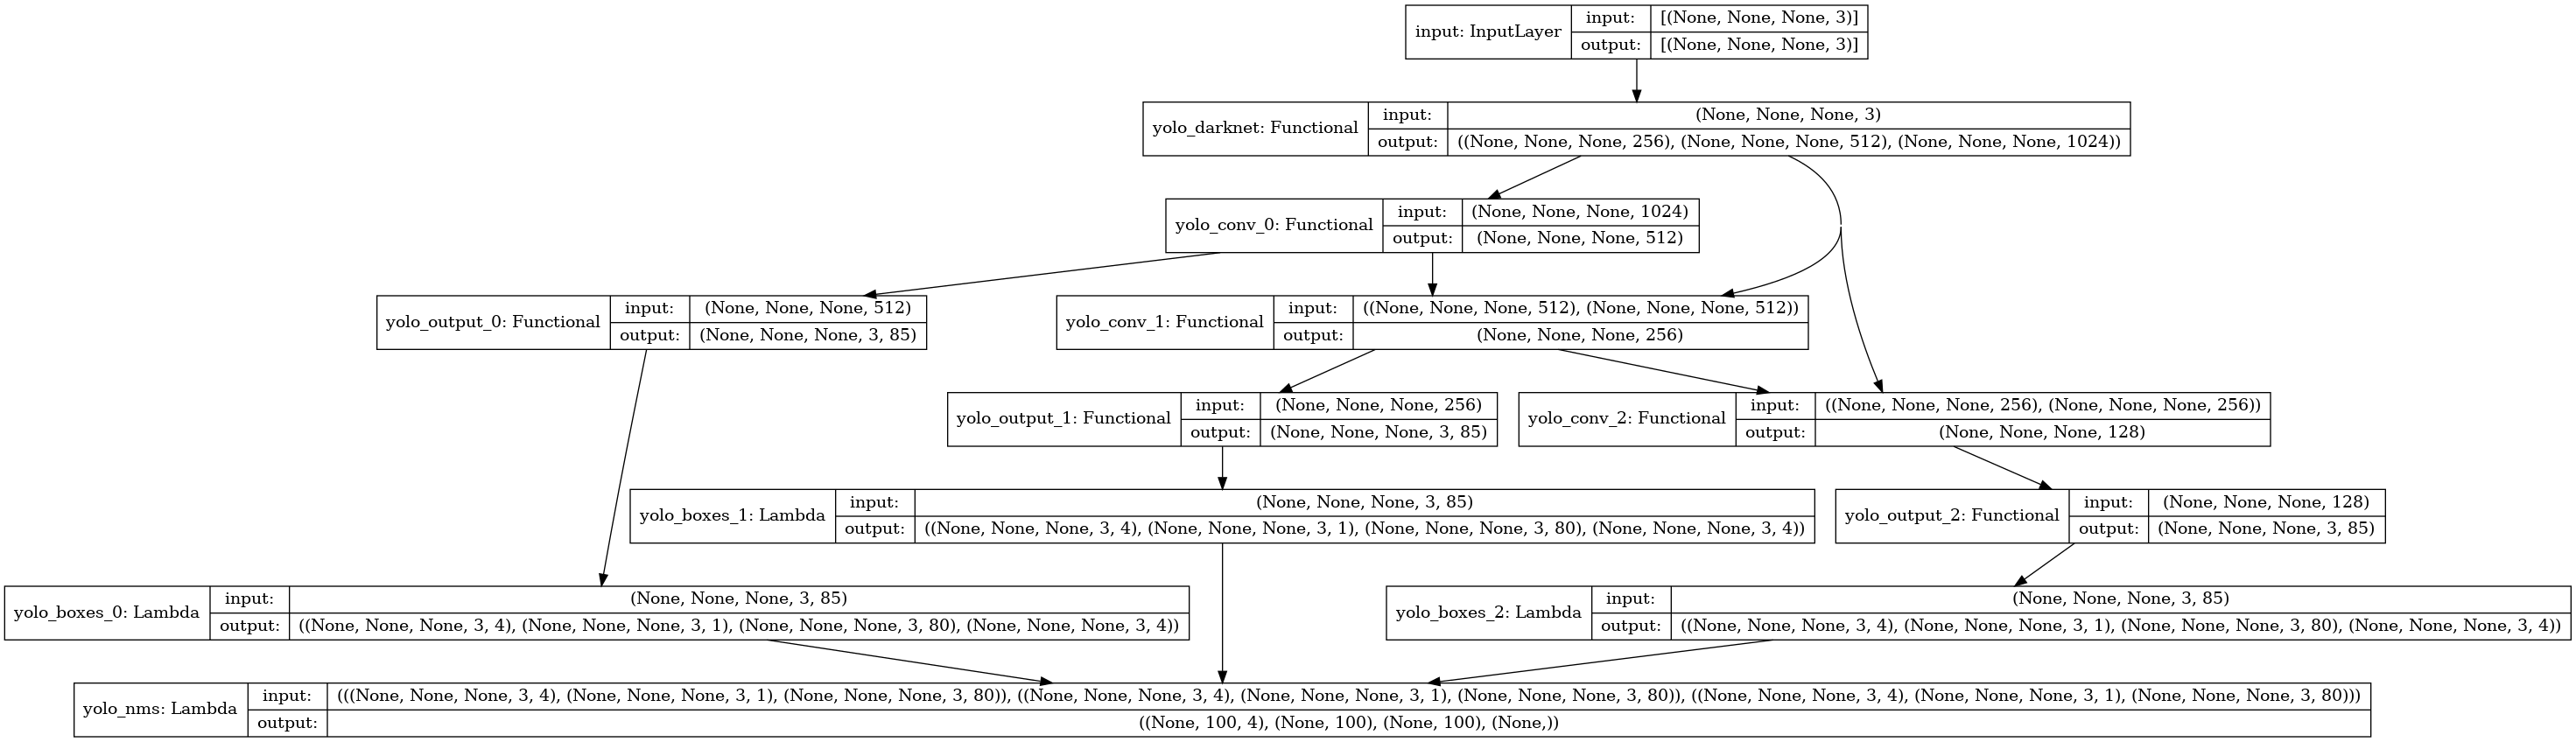 input: InputLayer
input:
[(None, None, None, 3)]
output:
[(None, None, None, 3)]
yolo_darknet: Functional
input:
(None, None, None, 3)
output:
((None, None, None, 256), (None, None, None, 512), (None, None, None, 1024))
yolo_conv_0: Functional
input:
(None, None, None, 1024)
output:
(None, None, None, 512)
yolo_output_0: Functional
input:
(None, None, None, 512)
output:
(None, None, None, 3, 85)
yolo_conv_1: Functional
input:
((None, None, None, 512), (None, None, None, 512))
output:
(None, None, None, 256)
yolo_output_1: Functional
input:
(None, None, None, 256)
output:
(None, None, None, 3, 85)
yolo_conv_2: Functional
input:
((None, None, None, 256), (None, None, None, 256))
output:
(None, None, None, 128)
yolo_boxes_1: Lambda
input:
(None, None, None, 3, 85)
output:
((None, None, None, 3, 4), (None, None, None, 3, 1), (None, None, None, 3, 80), (None, None, None, 3, 4))
yolo_output_2: Functional
input:
(None, None, None, 128)
output:
(None, None, None, 3, 85)
yolo_boxes_0: Lambda
input:
(None, None, None, 3, 85)
output:
((None, None, None, 3, 4), (None, None, None, 3, 1), (None, None, None, 3, 80), (None, None, None, 3, 4))
yolo_boxes_2: Lambda
input:
(None, None, None, 3, 85)
output:
((None, None, None, 3, 4), (None, None, None, 3, 1), (None, None, None, 3, 80), (None, None, None, 3, 4))
yolo_nms: Lambda
input:
(((None, None, None, 3, 4), (None, None, None, 3, 1), (None, None, None, 3, 80)), ((None, None, None, 3, 4), (None, None, None, 3, 1), (None, None, None, 3, 80)), ((None, None, None, 3, 4), (None, None, None, 3, 1), (None, None, None, 3, 80)))
output:
((None, 100, 4), (None, 100), (None, 100), (None,))